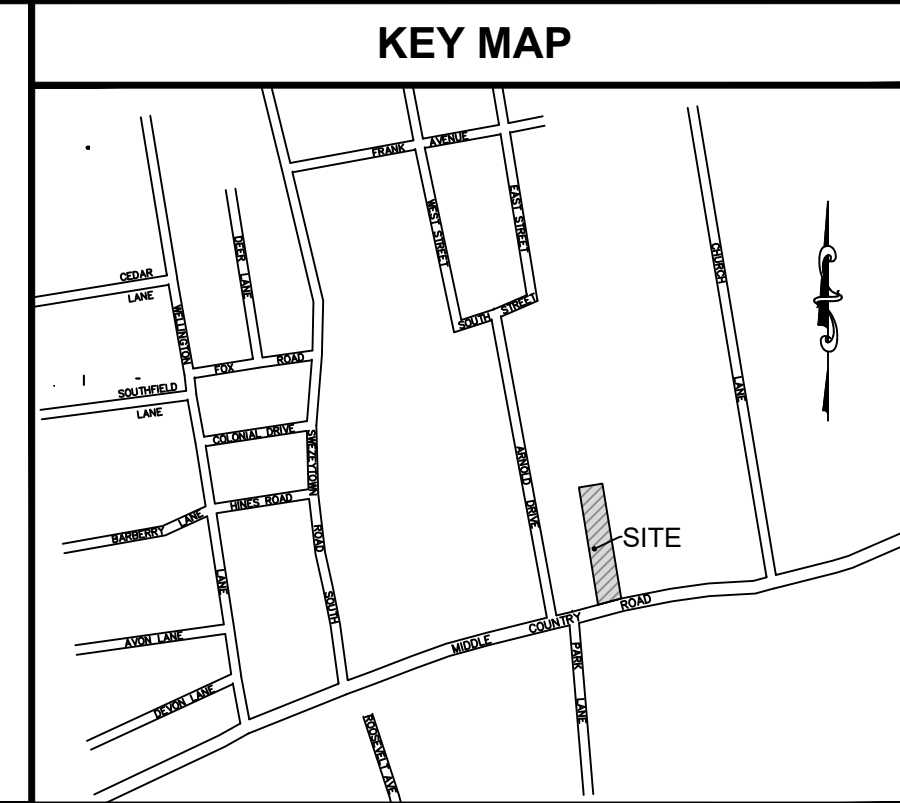 KEY MAP
FRANK AVENUE
WEST STREET
EAST STREET
SOUTH STREET
CHURCH LANE
DEER LANE
CEDAR LANE
WELLINGTON LANE
FOX ROAD
SOUTHFIELD LANE
COLONIAL DRIVE
SWEZEYTOWN ROAD SOUTH
HINES ROAD
BARBERRY LANE
ARNOLD DRIVE
SITE
AVON LANE
DEVON LANE
MIDDLE COUNTRY ROAD
PARK LANE
ROOSEVELT AVE